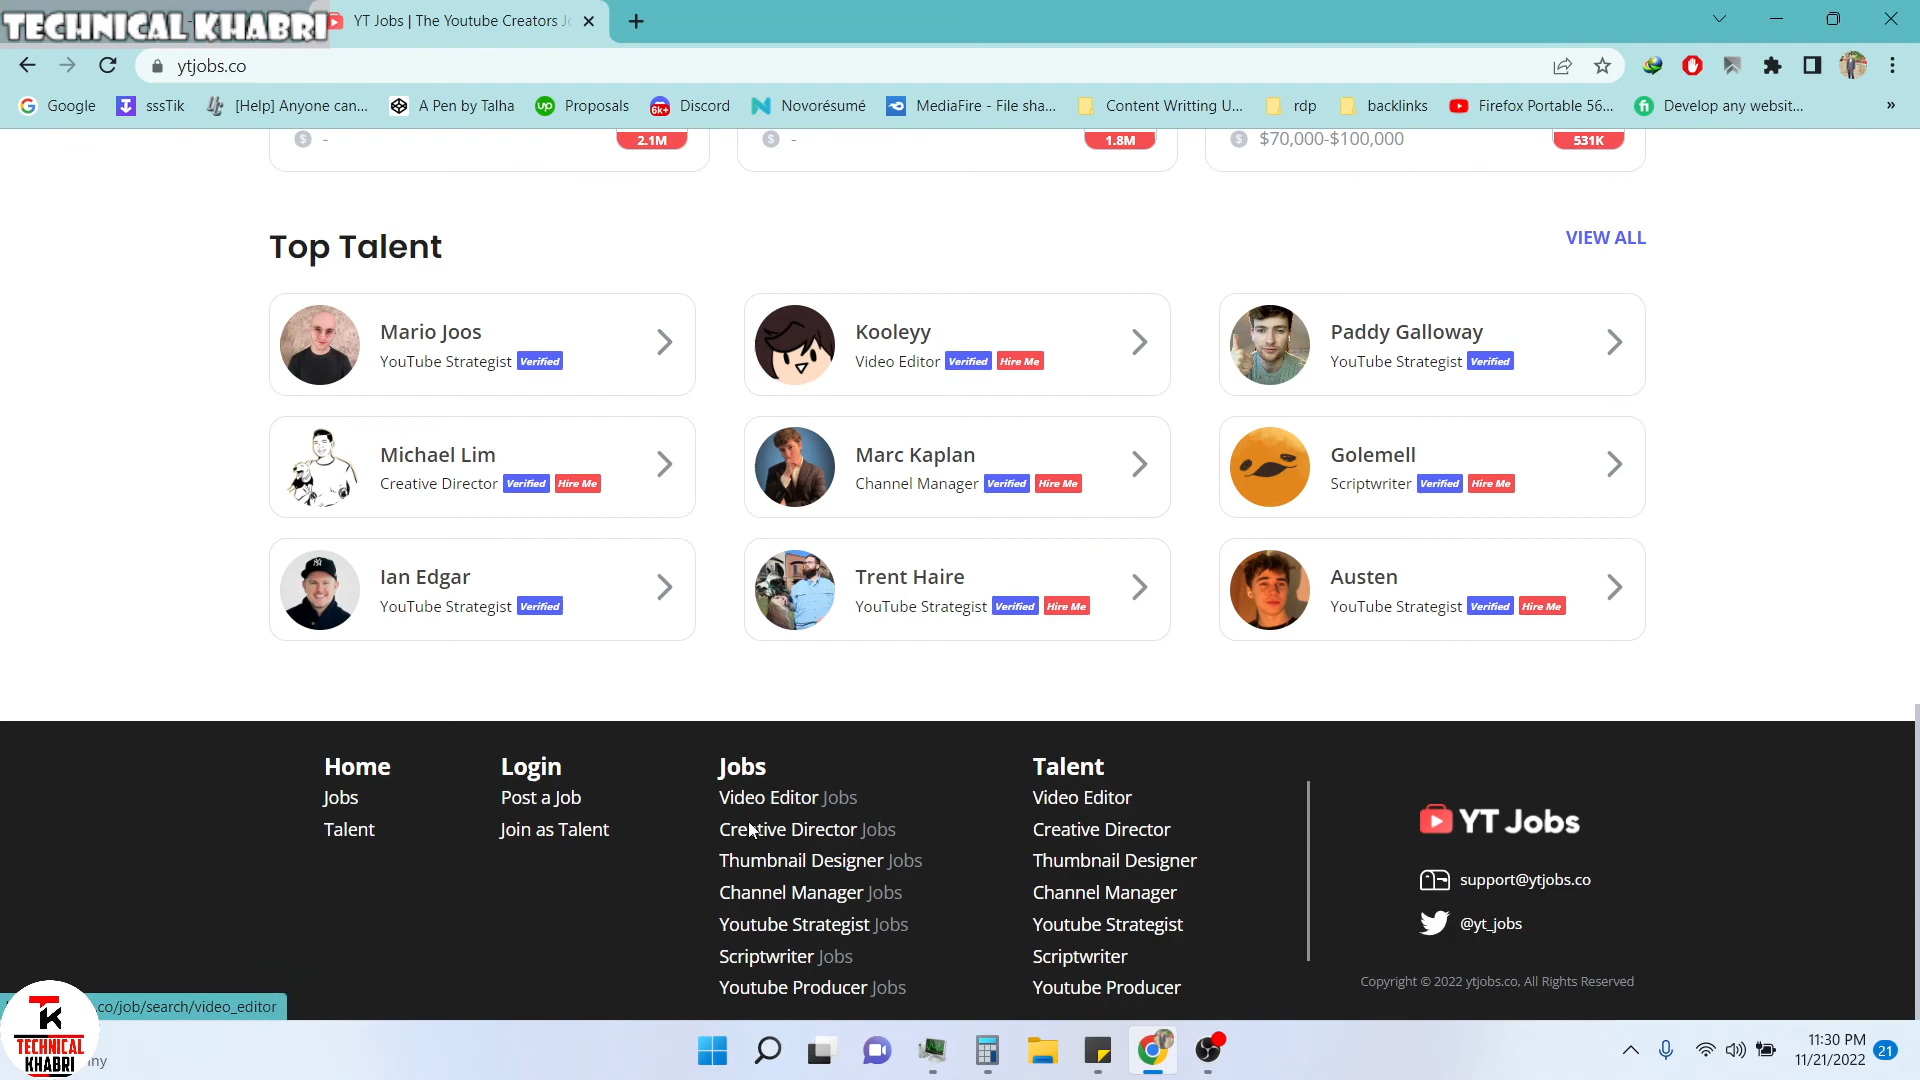 TECHNICAL KHABRI
YT Jobs | The Youtube Creators Jo
ytjobs.co
Google
sssTik
[Help] Anyone can...
A Pen by Talha
up
Proposals
6k+
Discord
Novorésumé
MediaFire - File sha...
Content Writting U...
rdp
backlinks
Firefox Portable 56...
Develop any websit...
»
$ -
2.1M
$ -
1.8M
$ $70,000-$100,000
531K
Top Talent
VIEW ALL
Mario Joos
YouTube Strategist Verified
Kooleyy
Video Editor Verified Hire Me
Paddy Galloway
YouTube Strategist Verified
Michael Lim
Creative Director Verified Hire Me
Marc Kaplan
Channel Manager Verified Hire Me
Golemell
Scriptwriter Verified Hire Me
Ian Edgar
YouTube Strategist Verified
Trent Haire
YouTube Strategist Verified Hire Me
Austen
YouTube Strategist Verified Hire Me
Home
Jobs
Talent
Login
Post a Job
Join as Talent
Jobs
Video Editor Jobs
Creative Director Jobs
Thumbnail Designer Jobs
Channel Manager Jobs
Youtube Strategist Jobs
Scriptwriter Jobs
Youtube Producer Jobs
Talent
Video Editor
Creative Director
Thumbnail Designer
Channel Manager
Youtube Strategist
Scriptwriter
Youtube Producer
YT Jobs
support@ytjobs.co
@yt_jobs
Copyright © 2022 ytjobs.co, All Rights Reserved
co/job/search/video_editor
TK
TECHNICAL
KHABRI
ny
11:30 PM
11/21/2022
21